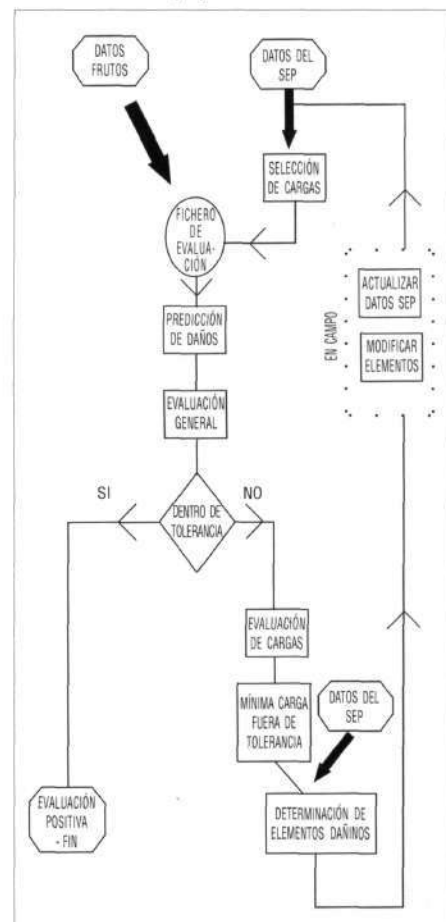 DATOS
FRUTOS
DATOS DEL
SEP
SELECCIÓN
DE CARGAS
FICHERO
DE
EVALUA-
CIÓN
PREDICCIÓN
DE DAÑOS
EVALUACIÓN
GENERAL
DENTRO DE
TOLERANCIA
SI
NO
EVALUACIÓN
DE CARGAS
MÍNIMA CARGA
FUERA DE
TOLERANCIA
DATOS DEL
SEP
DETERMINACIÓN DE
ELEMENTOS DAÑINOS
EN CAMPO
ACTUALIZAR
DATOS SEP
MODIFICAR
ELEMENTOS
EVALUACIÓN
POSITIVA
- FIN